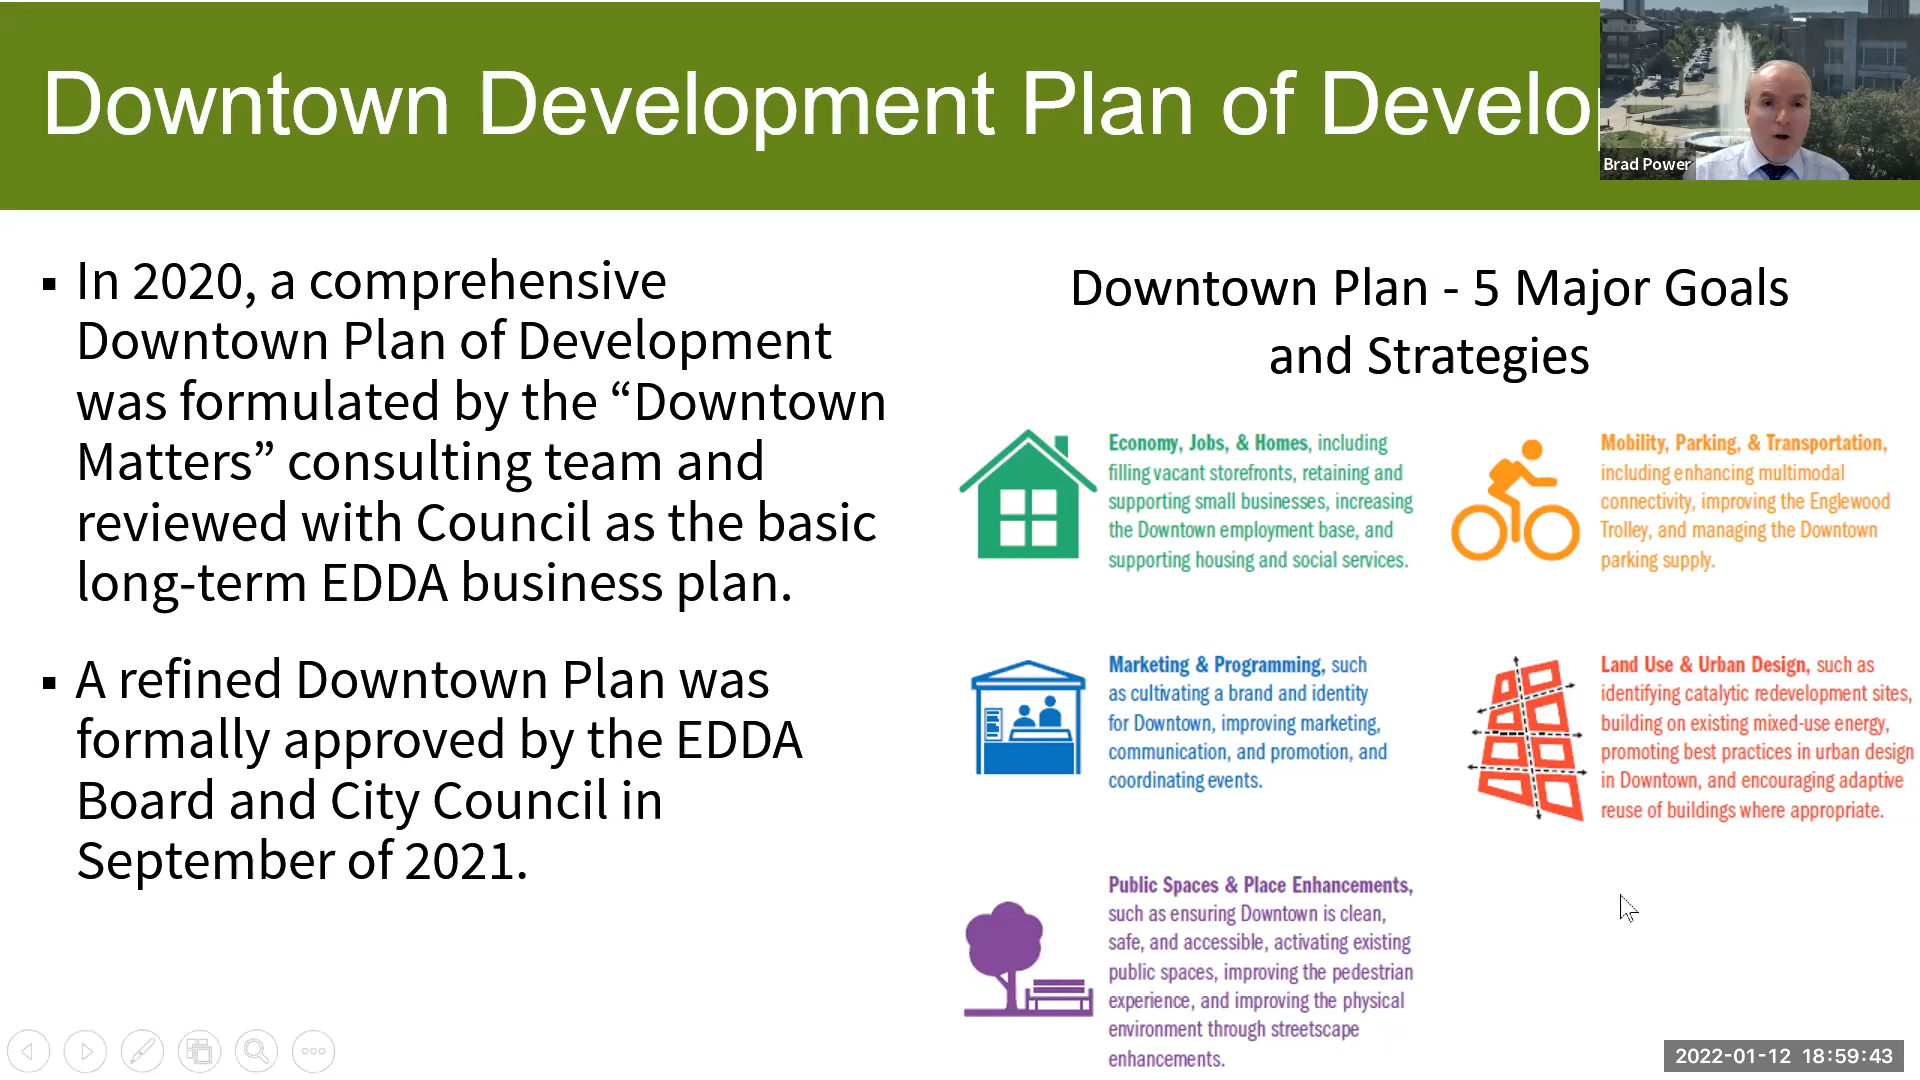 Downtown Development Plan of Develo
Brad Power
▪ In 2020, a comprehensive
Downtown Plan of Development
was formulated by the “Downtown
Matters” consulting team and
reviewed with Council as the basic
long-term EDDA business plan.
▪ A refined Downtown Plan was
formally approved by the EDDA
Board and City Council in
September of 2021.
Downtown Plan - 5 Major Goals
and Strategies
Economy, Jobs, & Homes, including
filling vacant storefronts, retaining and
supporting small businesses, increasing
the Downtown employment base, and
supporting housing and social services.
Mobility, Parking, & Transportation,
including enhancing multimodal
connectivity, improving the Englewood
Trolley, and managing the Downtown
parking supply.
Marketing & Programming, such
as cultivating a brand and identity
for Downtown, improving marketing,
communication, and promotion, and
coordinating events.
Land Use & Urban Design, such as
identifying catalytic redevelopment sites,
building on existing mixed-use energy,
promoting best practices in urban design
in Downtown, and encouraging adaptive
reuse of buildings where appropriate.
Public Spaces & Place Enhancements,
such as ensuring Downtown is clean,
safe, and accessible, activating existing
public spaces, improving the pedestrian
experience, and improving the physical
environment through streetscape
enhancements.
2022-01-12 18:59:43